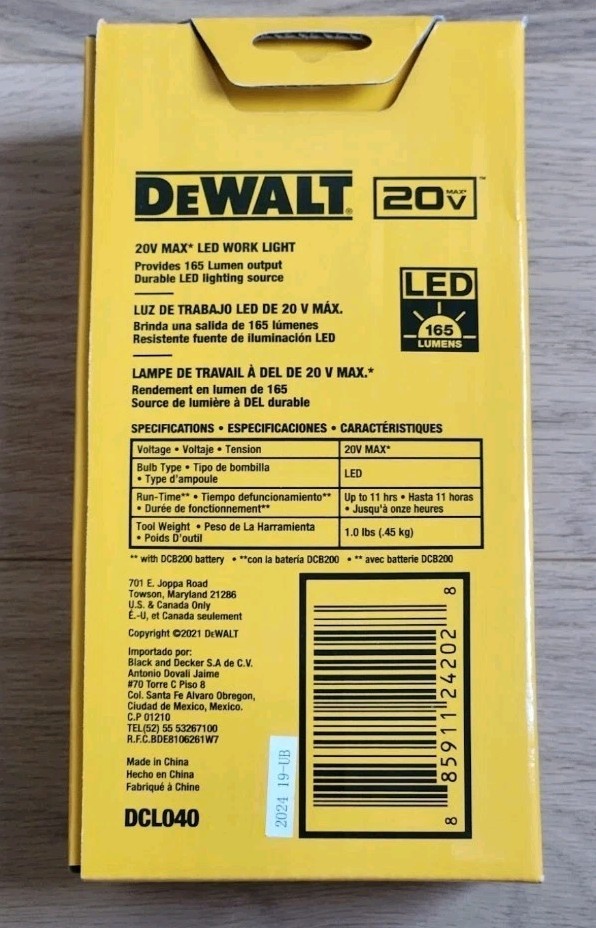 DEWALT® 20V MAX* ™
20V MAX* LED WORK LIGHT
Provides 165 Lumen output
Durable LED lighting source
LED
165
LUMENS
LUZ DE TRABAJO LED DE 20 V MÁX.
Brinda una salida de 165 lúmenes
Resistente fuente de iluminación LED
LAMPE DE TRAVAIL À DEL DE 20 V MAX.*
Rendement en lumen de 165
Source de lumière à DEL durable
SPECIFICATIONS • ESPECIFICACIONES • CARACTÉRISTIQUES
Voltage • Voltaje • Tension 20V MAX*
Bulb Type • Tipo de bombilla
• Type d'ampoule
LED
Run-Time** • Tiempo defuncionamiento**
• Durée de fonctionnement**
Up to 11 hrs • Hasta 11 horas
• Jusqu'à onze heures
Tool Weight • Peso de La Harramienta
• Poids D'outil
1.0 lbs (.45 kg)
** with DCB200 battery • **con la batería DCB200 • ** avec batterie DCB200
701 E. Joppa Road
Towson, Maryland 21286
U.S. & Canada Only
É.-U, et Canada seulement
Copyright ©2021 DEWALT
Importado por:
Black and Decker S.A de C.V.
Antonio Dovali Jaime
#70 Torre C Piso 8
Col. Santa Fe Alvaro Obregon,
Ciudad de Mexico, Mexico.
C.P 01210
TEL(52) 55 53267100
R.F.C.BDE8106261W7
Made in China
Hecho en China
Fabriqué à Chine
DCL040
2024 19-UB
8 85911 24202 8